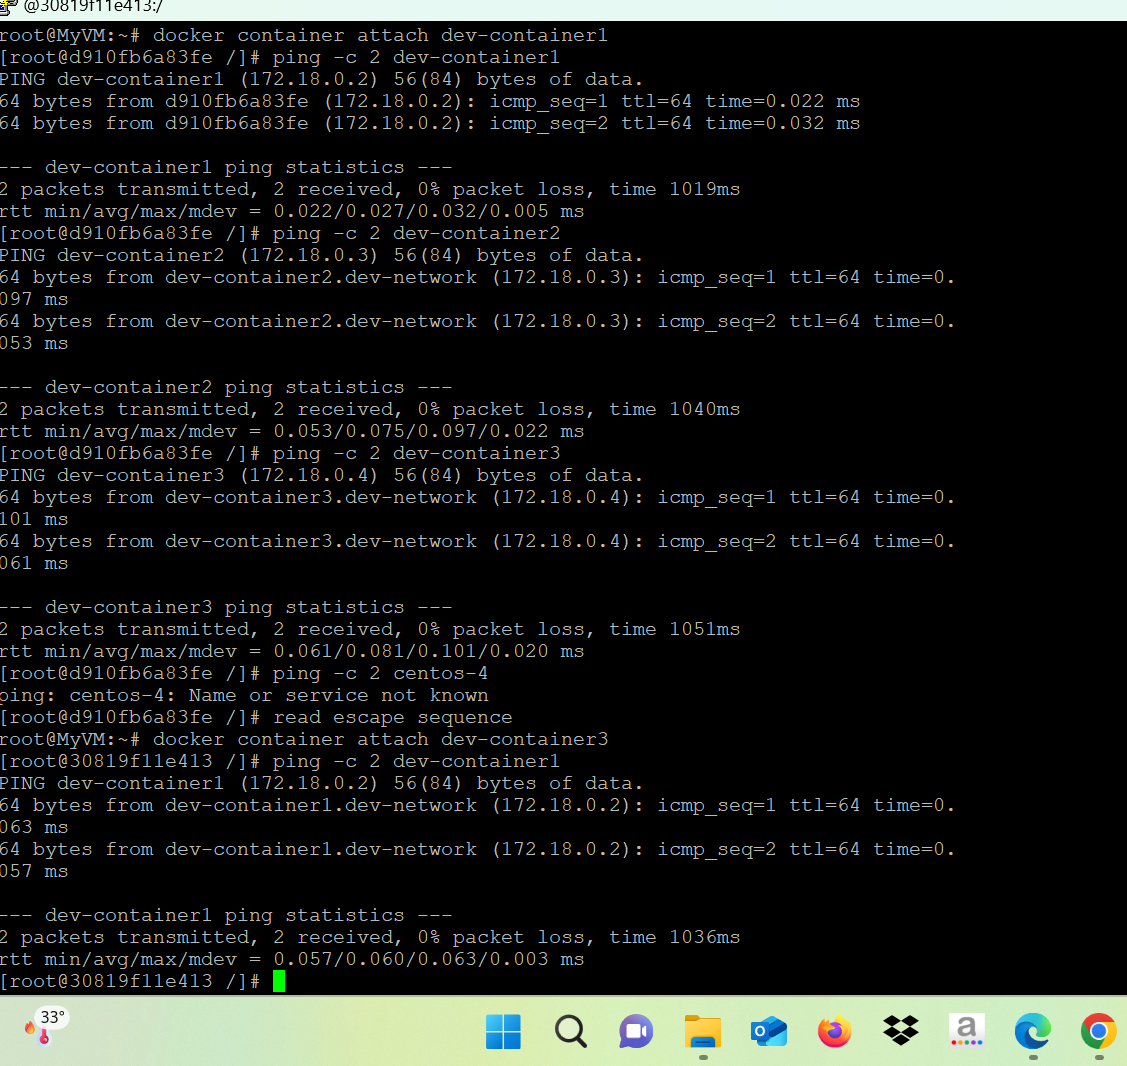 @30819f11e413:/
root@MyVM:~# docker container attach dev-container1
[root@d910fb6a83fe /]# ping -c 2 dev-container1
PING dev-container1 (172.18.0.2) 56(84) bytes of data.
64 bytes from d910fb6a83fe (172.18.0.2): icmp_seq=1 ttl=64 time=0.022 ms
64 bytes from d910fb6a83fe (172.18.0.2): icmp_seq=2 ttl=64 time=0.032 ms
--- dev-container1 ping statistics ---
2 packets transmitted, 2 received, 0% packet loss, time 1019ms
rtt min/avg/max/mdev = 0.022/0.027/0.032/0.005 ms
[root@d910fb6a83fe /]# ping -c 2 dev-container2
PING dev-container2 (172.18.0.3) 56(84) bytes of data.
64 bytes from dev-container2.dev-network (172.18.0.3): icmp_seq=1 ttl=64 time=0.
097 ms
64 bytes from dev-container2.dev-network (172.18.0.3): icmp_seq=2 ttl=64 time=0.
053 ms
--- dev-container2 ping statistics ---
2 packets transmitted, 2 received, 0% packet loss, time 1040ms
rtt min/avg/max/mdev = 0.053/0.075/0.097/0.022 ms
[root@d910fb6a83fe /]# ping -c 2 dev-container3
PING dev-container3 (172.18.0.4) 56(84) bytes of data.
64 bytes from dev-container3.dev-network (172.18.0.4): icmp_seq=1 ttl=64 time=0.
101 ms
64 bytes from dev-container3.dev-network (172.18.0.4): icmp_seq=2 ttl=64 time=0.
061 ms
--- dev-container3 ping statistics ---
2 packets transmitted, 2 received, 0% packet loss, time 1051ms
rtt min/avg/max/mdev = 0.061/0.081/0.101/0.020 ms
[root@d910fb6a83fe /]# ping -c 2 centos-4
ping: centos-4: Name or service not known
[root@d910fb6a83fe /]# read escape sequence
root@MyVM:~# docker container attach dev-container3
[root@30819f11e413 /]# ping -c 2 dev-container1
PING dev-container1 (172.18.0.2) 56(84) bytes of data.
64 bytes from dev-container1.dev-network (172.18.0.2): icmp_seq=1 ttl=64 time=0.
063 ms
64 bytes from dev-container1.dev-network (172.18.0.2): icmp_seq=2 ttl=64 time=0.
057 ms
--- dev-container1 ping statistics ---
2 packets transmitted, 2 received, 0% packet loss, time 1036ms
rtt min/avg/max/mdev = 0.057/0.060/0.063/0.003 ms
[root@30819f11e413 /]#
33°
a